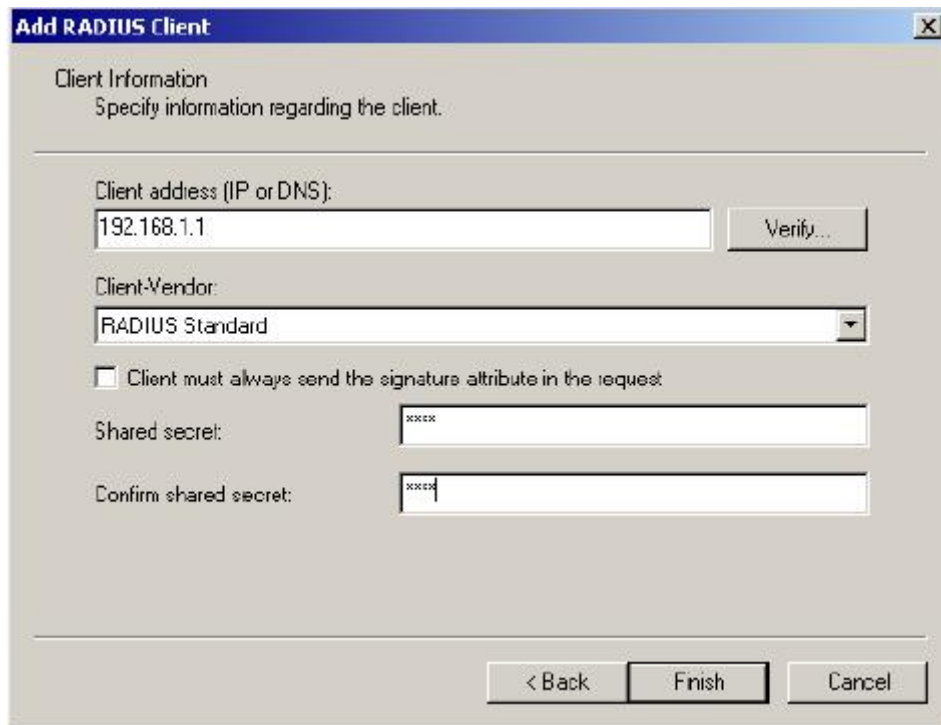 Add RADIUS Client
Client Information
Specify information regarding the client.
Client address (IP or DNS):
192.168.1.1
Verify...
Client-Vendor:
RADIUS Standard
Client must always send the signature attribute in the request
Shared secret:
xxxx
Confirm shared secret:
xxxx
< Back
Finish
Cancel